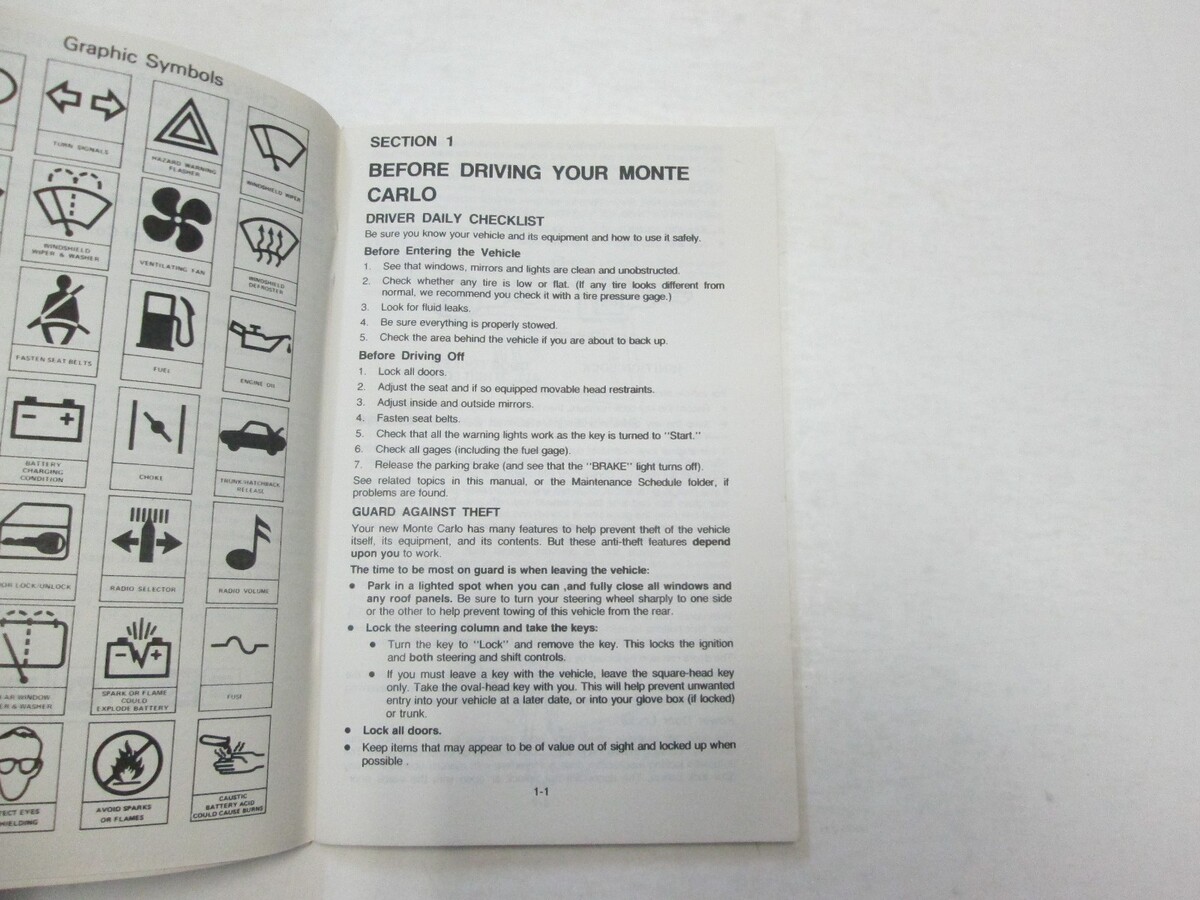 Graphic Symbols
TURN SIGNALS
HAZARD WARNING
FLASHER
WINDSHIELD WIPER
WINDSHIELD
WIPER & WASHER
VENTILATING FAN
WINDSHIELD
DEFROSTER
FASTEN SEAT BELTS
FUEL
ENGINE OIL
BATTERY
CHARGING
CONDITION
CHOKE
TRUNK/HATCHBACK
RELEASE
LOCK/UNLOCK
RADIO SELECTOR
RADIO VOLUME
WINDOW
& WASHER
SPARK OR FLAME
COULD
EXPLODE BATTERY
FUSE
EYES
AVOID SPARKS
OR FLAMES
CAUSTIC
BATTERY ACID
COULD CAUSE BURNS
SECTION 1
BEFORE DRIVING YOUR MONTE
CARLO
DRIVER DAILY CHECKLIST
Be sure you know your vehicle and its equipment and how to use it safely.
Before Entering the Vehicle
1. See that windows, mirrors and lights are clean and unobstructed.
2. Check whether any tire is low or flat. (If any tire looks different from
normal, we recommend you check it with a tire pressure gage.)
3. Look for fluid leaks.
4. Be sure everything is properly stowed.
5. Check the area behind the vehicle if you are about to back up.
Before Driving Off
1. Lock all doors.
2. Adjust the seat and if so equipped movable head restraints.
3. Adjust inside and outside mirrors.
4. Fasten seat belts.
5. Check that all the warning lights work as the key is turned to "Start."
6. Check all gages (including the fuel gage).
7. Release the parking brake (and see that the "BRAKE" light turns off).
See related topics in this manual, or the Maintenance Schedule folder, if
problems are found.
GUARD AGAINST THEFT
Your new Monte Carlo has many features to help prevent theft of the vehicle
itself, its equipment, and its contents. But these anti-theft features depend
upon you to work.
The time to be most on guard is when leaving the vehicle:
• Park in a lighted spot when you can ,and fully close all windows and
any roof panels. Be sure to turn your steering wheel sharply to one side
or the other to help prevent towing of this vehicle from the rear.
• Lock the steering column and take the keys:
• Turn the key to "Lock" and remove the key. This locks the ignition
and both steering and shift controls.
• If you must leave a key with the vehicle, leave the square-head key
only. Take the oval-head key with you. This will help prevent unwanted
entry into your vehicle at a later date, or into your glove box (if locked)
or trunk.
• Lock all doors.
• Keep items that may appear to be of value out of sight and locked up when
possible .
1-1